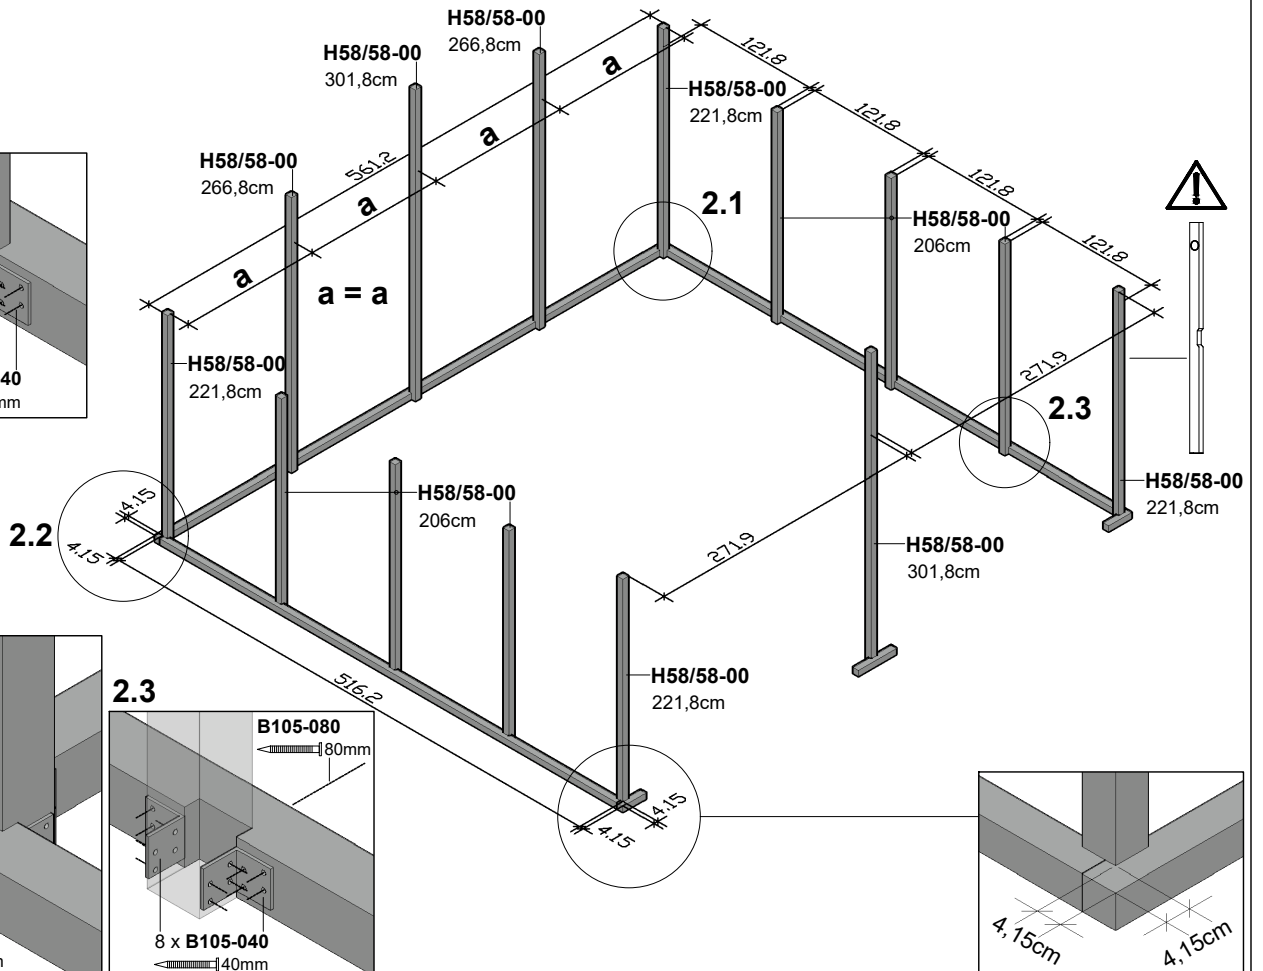 H58/58-00
266,8cm
H58/58-00
301,8cm
a
121.8
H58/58-00
221,8cm
121.8
a
H58/58-00
266,8cm
561.2
121.8
a
2.1
H58/58-00
206cm
121.8
a
a = a
H58/58-00
221,8cm
271.9
40
mm
2.3
H58/58-00
206cm
H58/58-00
221,8cm
4.15
2.2
4.15
271.9
H58/58-00
301,8cm
516.2
H58/58-00
221,8cm
2.3
B105-080
80mm
4.15
4.15
8 x B105-040
40mm
4,15cm
4,15cm